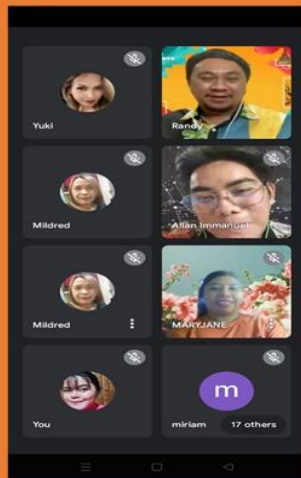 Yuki
Randy
Mildred
Allan Immanuel
Mildred
MARYJANE
You
m
miriam
17 others